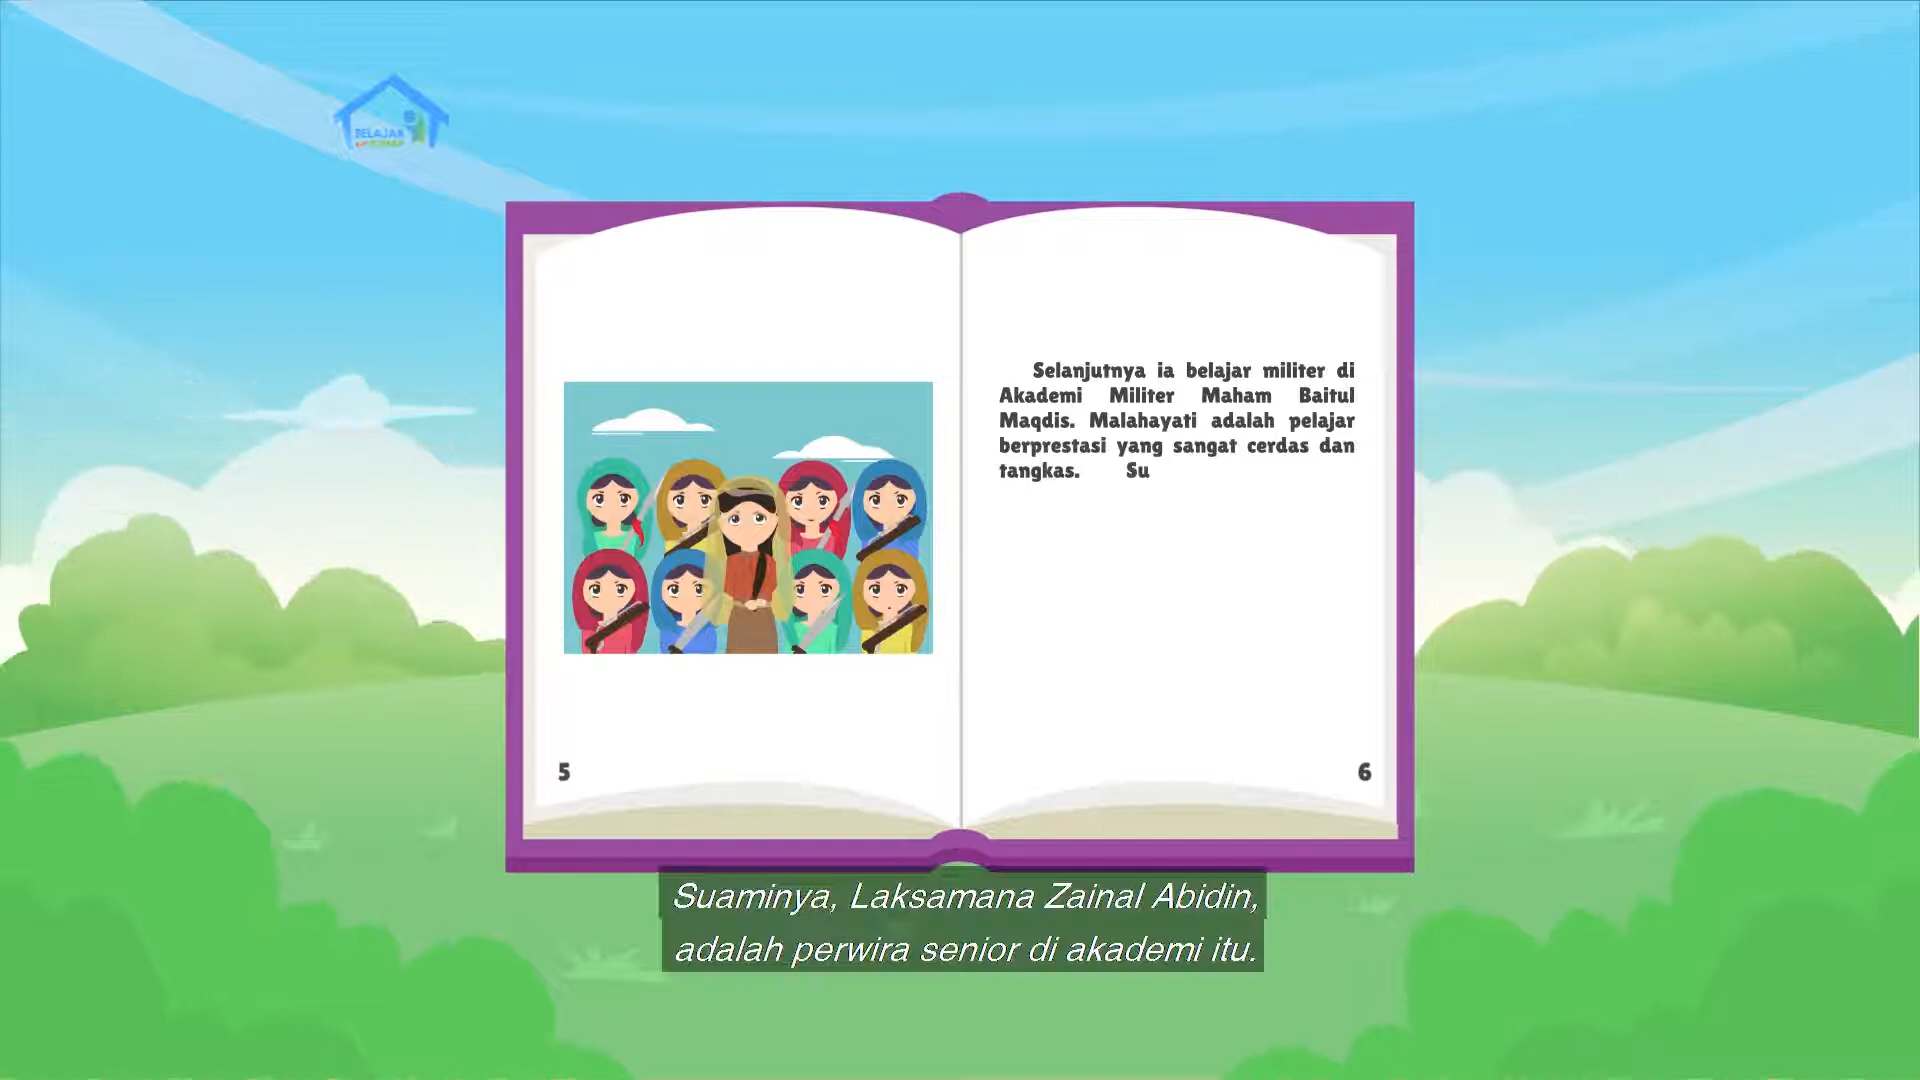 BELAJAR
Selanjutnya ia belajar militer di
Akademi Militer Maham Baitul
Maqdis. Malahayati adalah pelajar
berprestasi yang sangat cerdas dan
tangkas. Su
5
6
Suaminya, Laksamana Zainal Abidin,
adalah perwira senior di akademi itu.